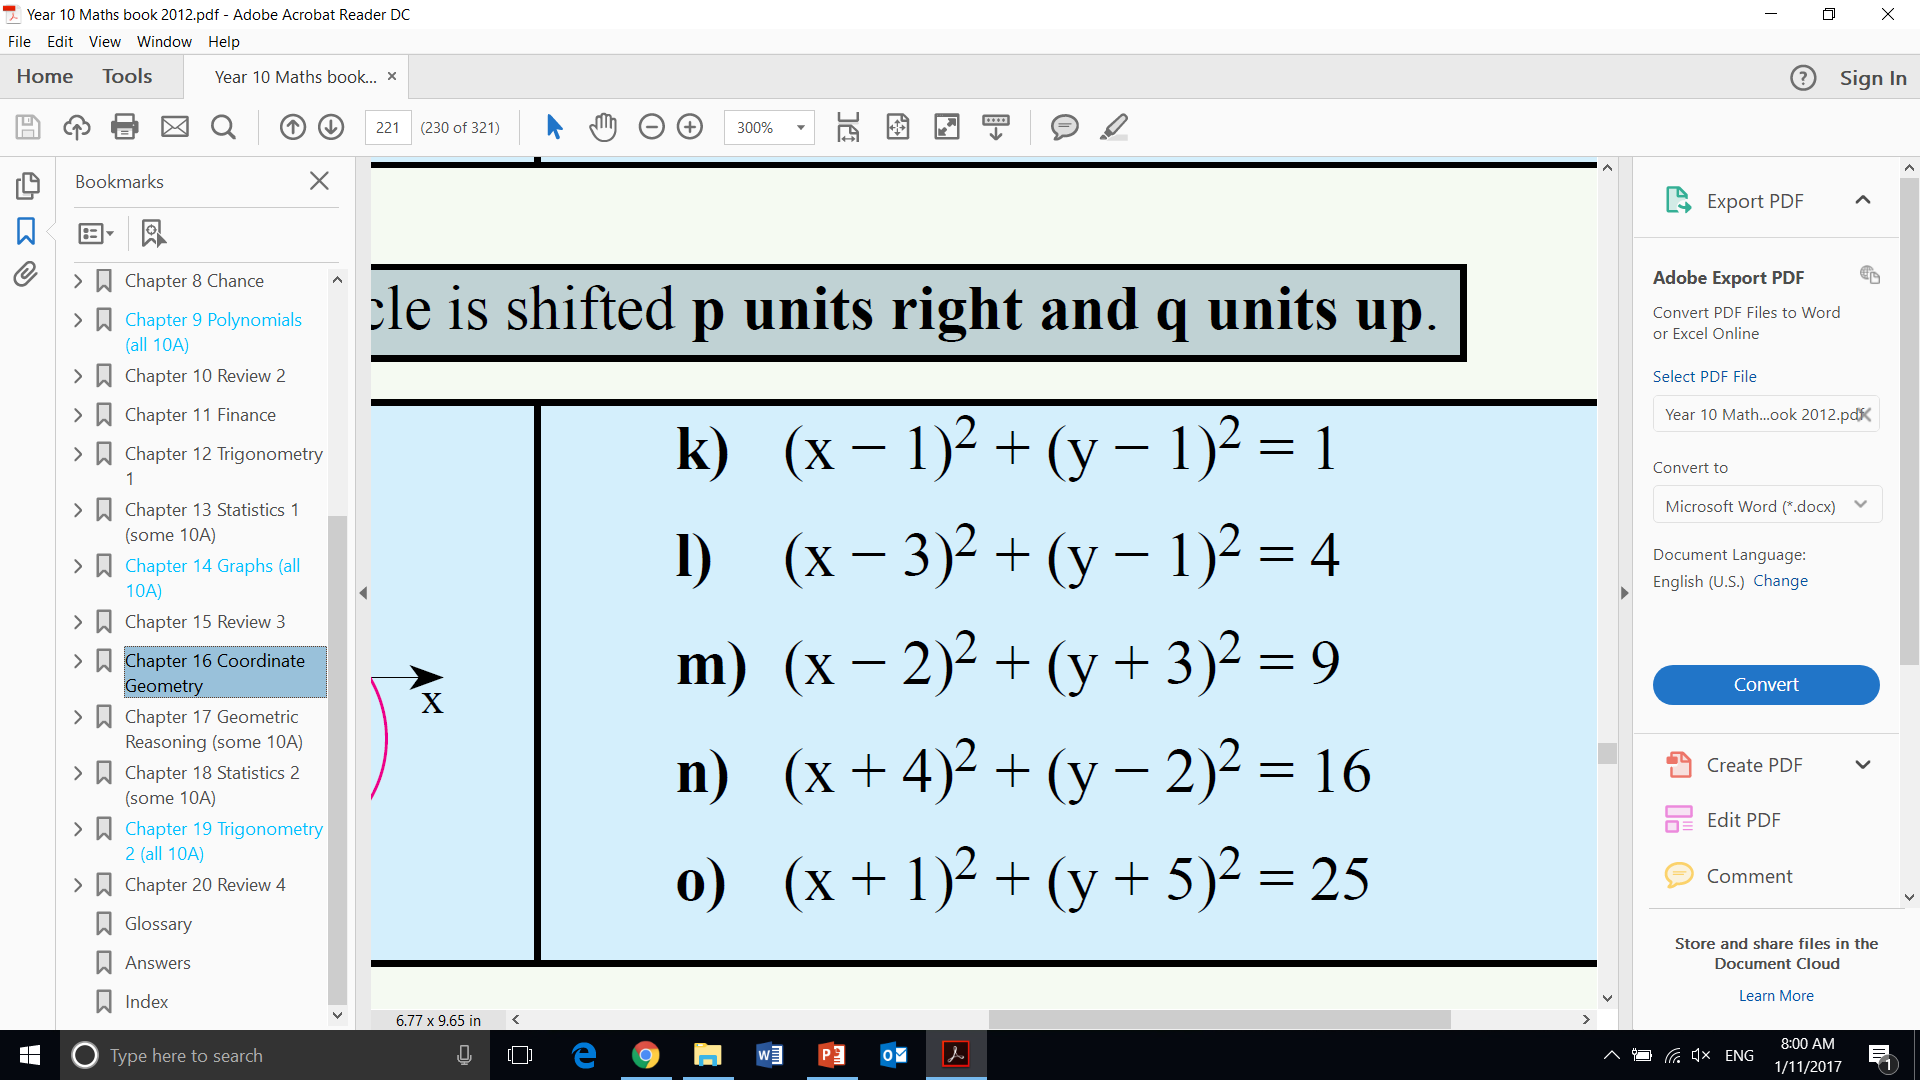 Year 10 Maths book 2012.pdf - Adobe Acrobat Reader DC
File Edit View Window Help
Home Tools Year 10 Maths book... × Sign In
221 (230 of 321) 300%
Bookmarks
Chapter 8 Chance
Chapter 9 Polynomials
(all 10A)
Chapter 10 Review 2
Chapter 11 Finance
Chapter 12 Trigonometry
1
Chapter 13 Statistics 1
(some 10A)
Chapter 14 Graphs (all
10A)
Chapter 15 Review 3
Chapter 16 Coordinate
Geometry
Chapter 17 Geometric
Reasoning (some 10A)
Chapter 18 Statistics 2
(some 10A)
Chapter 19 Trigonometry
2 (all 10A)
Chapter 20 Review 4
Glossary
Answers
Index
cle is shifted p units right and q units up.
x
k) (x − 1)² + (y − 1)² = 1
l) (x − 3)² + (y − 1)² = 4
m) (x − 2)² + (y + 3)² = 9
n) (x + 4)² + (y − 2)² = 16
o) (x + 1)² + (y + 5)² = 25
6.77 x 9.65 in
Export PDF
Adobe Export PDF
Convert PDF Files to Word
or Excel Online
Select PDF File
Year 10 Math...ook 2012.pdf
Convert to
Microsoft Word (*.docx)
Document Language:
English (U.S.) Change
Convert
Create PDF
Edit PDF
Comment
Store and share files in the
Document Cloud
Learn More
Type here to search
ENG
8:00 AM
1/11/2017
1